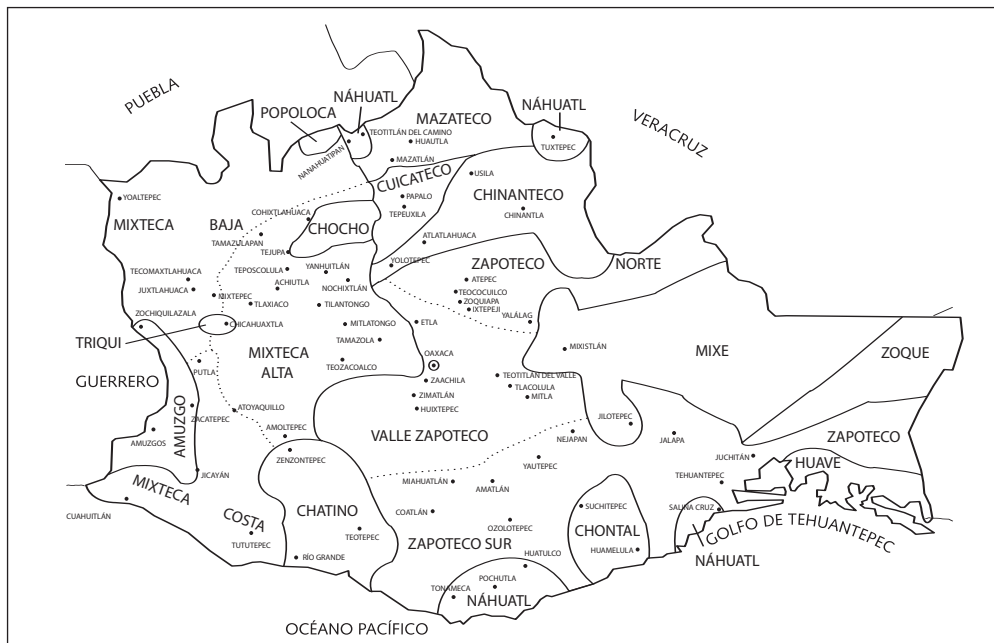 PUEBLA
NÁHUATL
POPOLOCA
MAZATECO
NÁHUATL
VERACRUZ
TEOTITLÁN DEL CAMINO
HUAUTLA
TUXTEPEC
NANAHUATIPAN
MAZATLÁN
CUICATECO
USILA
YOALTEPEC
PAPALO
CHINANTECO
TEPEUXILA
CHINANTLA
COHIXTLAHUACA
MIXTECA
BAJA
CHOCHO
TAMAZULAPAN
ATLATLAHUACA
TEJUPA
YOLOTEPEC
ZAPOTECO
NORTE
TECOMAXTLAHUACA
TEPOSCOLULA
YANHUITLÁN
ATEPEC
JUXTLAHUACA
ACHIUTLA
NOCHIXTLÁN
TEOCOCUILCO
MIXTEPEC
TLAXIACO
TILANTONGO
ZOQUIAPA
IXTEPEJI
ZOCHIQUILAZALA
CHICAHUAXTLA
MITLATONGO
ETLA
YALÁLAG
TRIQUI
TAMAZOLA
MIXISTLÁN
MIXE
ZOQUE
MIXTECA
ALTA
OAXACA
TEOZACOALCO
PUTLA
GUERRERO
ZAACHILA
TEOTITLÁN DEL VALLE
TLACOLULA
ZIMATLÁN
MITLA
AMUZGO
ZACATEPEC
ATOYAQUILLO
HUIXTEPEC
JILOTEPEC
AMUZGOS
AMOLTEPEC
VALLE ZAPOTECO
NEJAPAN
JALAPA
ZAPOTECO
ZENZONTEPEC
YAUTEPEC
JUCHITÁN
HUAVE
JICAYÁN
MIXTECA
MIAHUATLÁN
AMATLÁN
TEHUANTEPEC
CUAHUITLÁN
COSTA
CHATINO
COATLÁN
SUCHITEPEC
SALINA CRUZ
GOLFO DE TEHUANTEPEC
OZOLOTEPEC
CHONTAL
TUTUTEPEC
TEOTEPEC
ZAPOTECO SUR
HUAMELULA
RÍO GRANDE
HUATULCO
NÁHUATL
POCHUTLA
TONAMECA
NÁHUATL
OCÉANO PACÍFICO